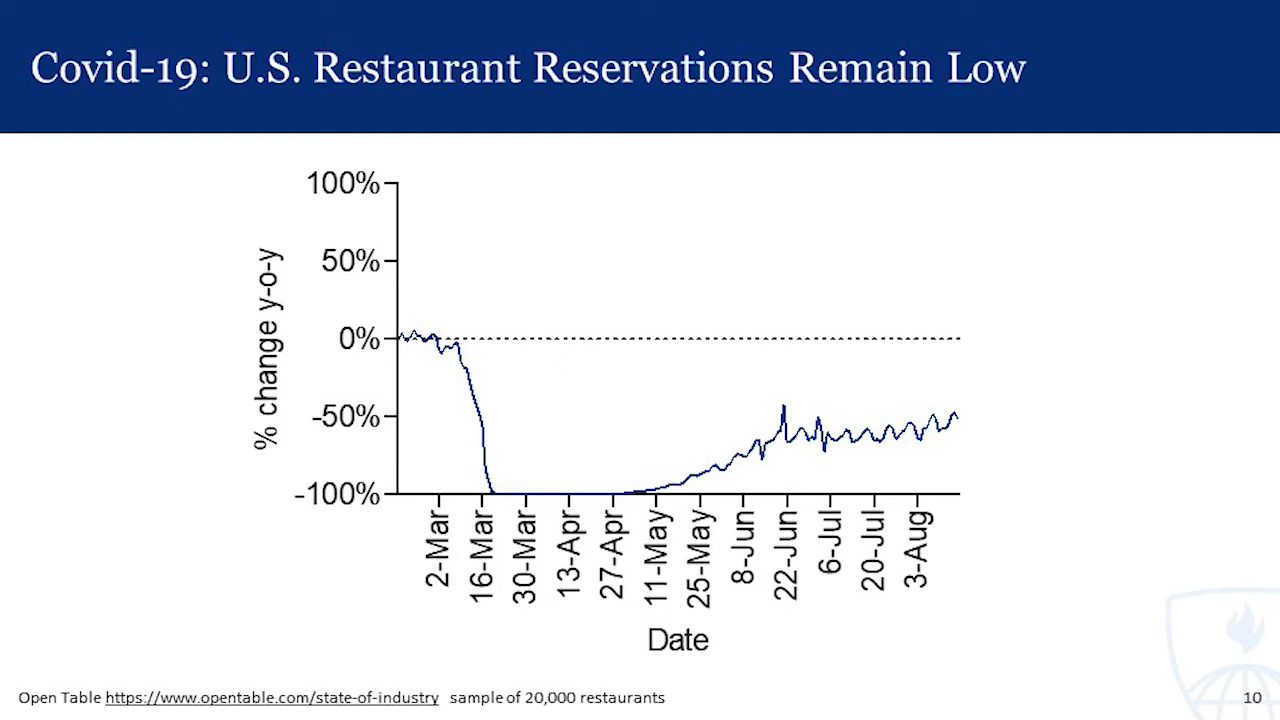 Covid-19: U.S. Restaurant Reservations Remain Low
100%
50%
0%
-50%
-100%
% change y-o-y
2-Mar
16-Mar
30-Mar
13-Apr
27-Apr
11-May
25-May
8-Jun
22-Jun
6-Jul
20-Jul
3-Aug
Date
Open Table https://www.opentable.com/state-of-industry sample of 20,000 restaurants
10